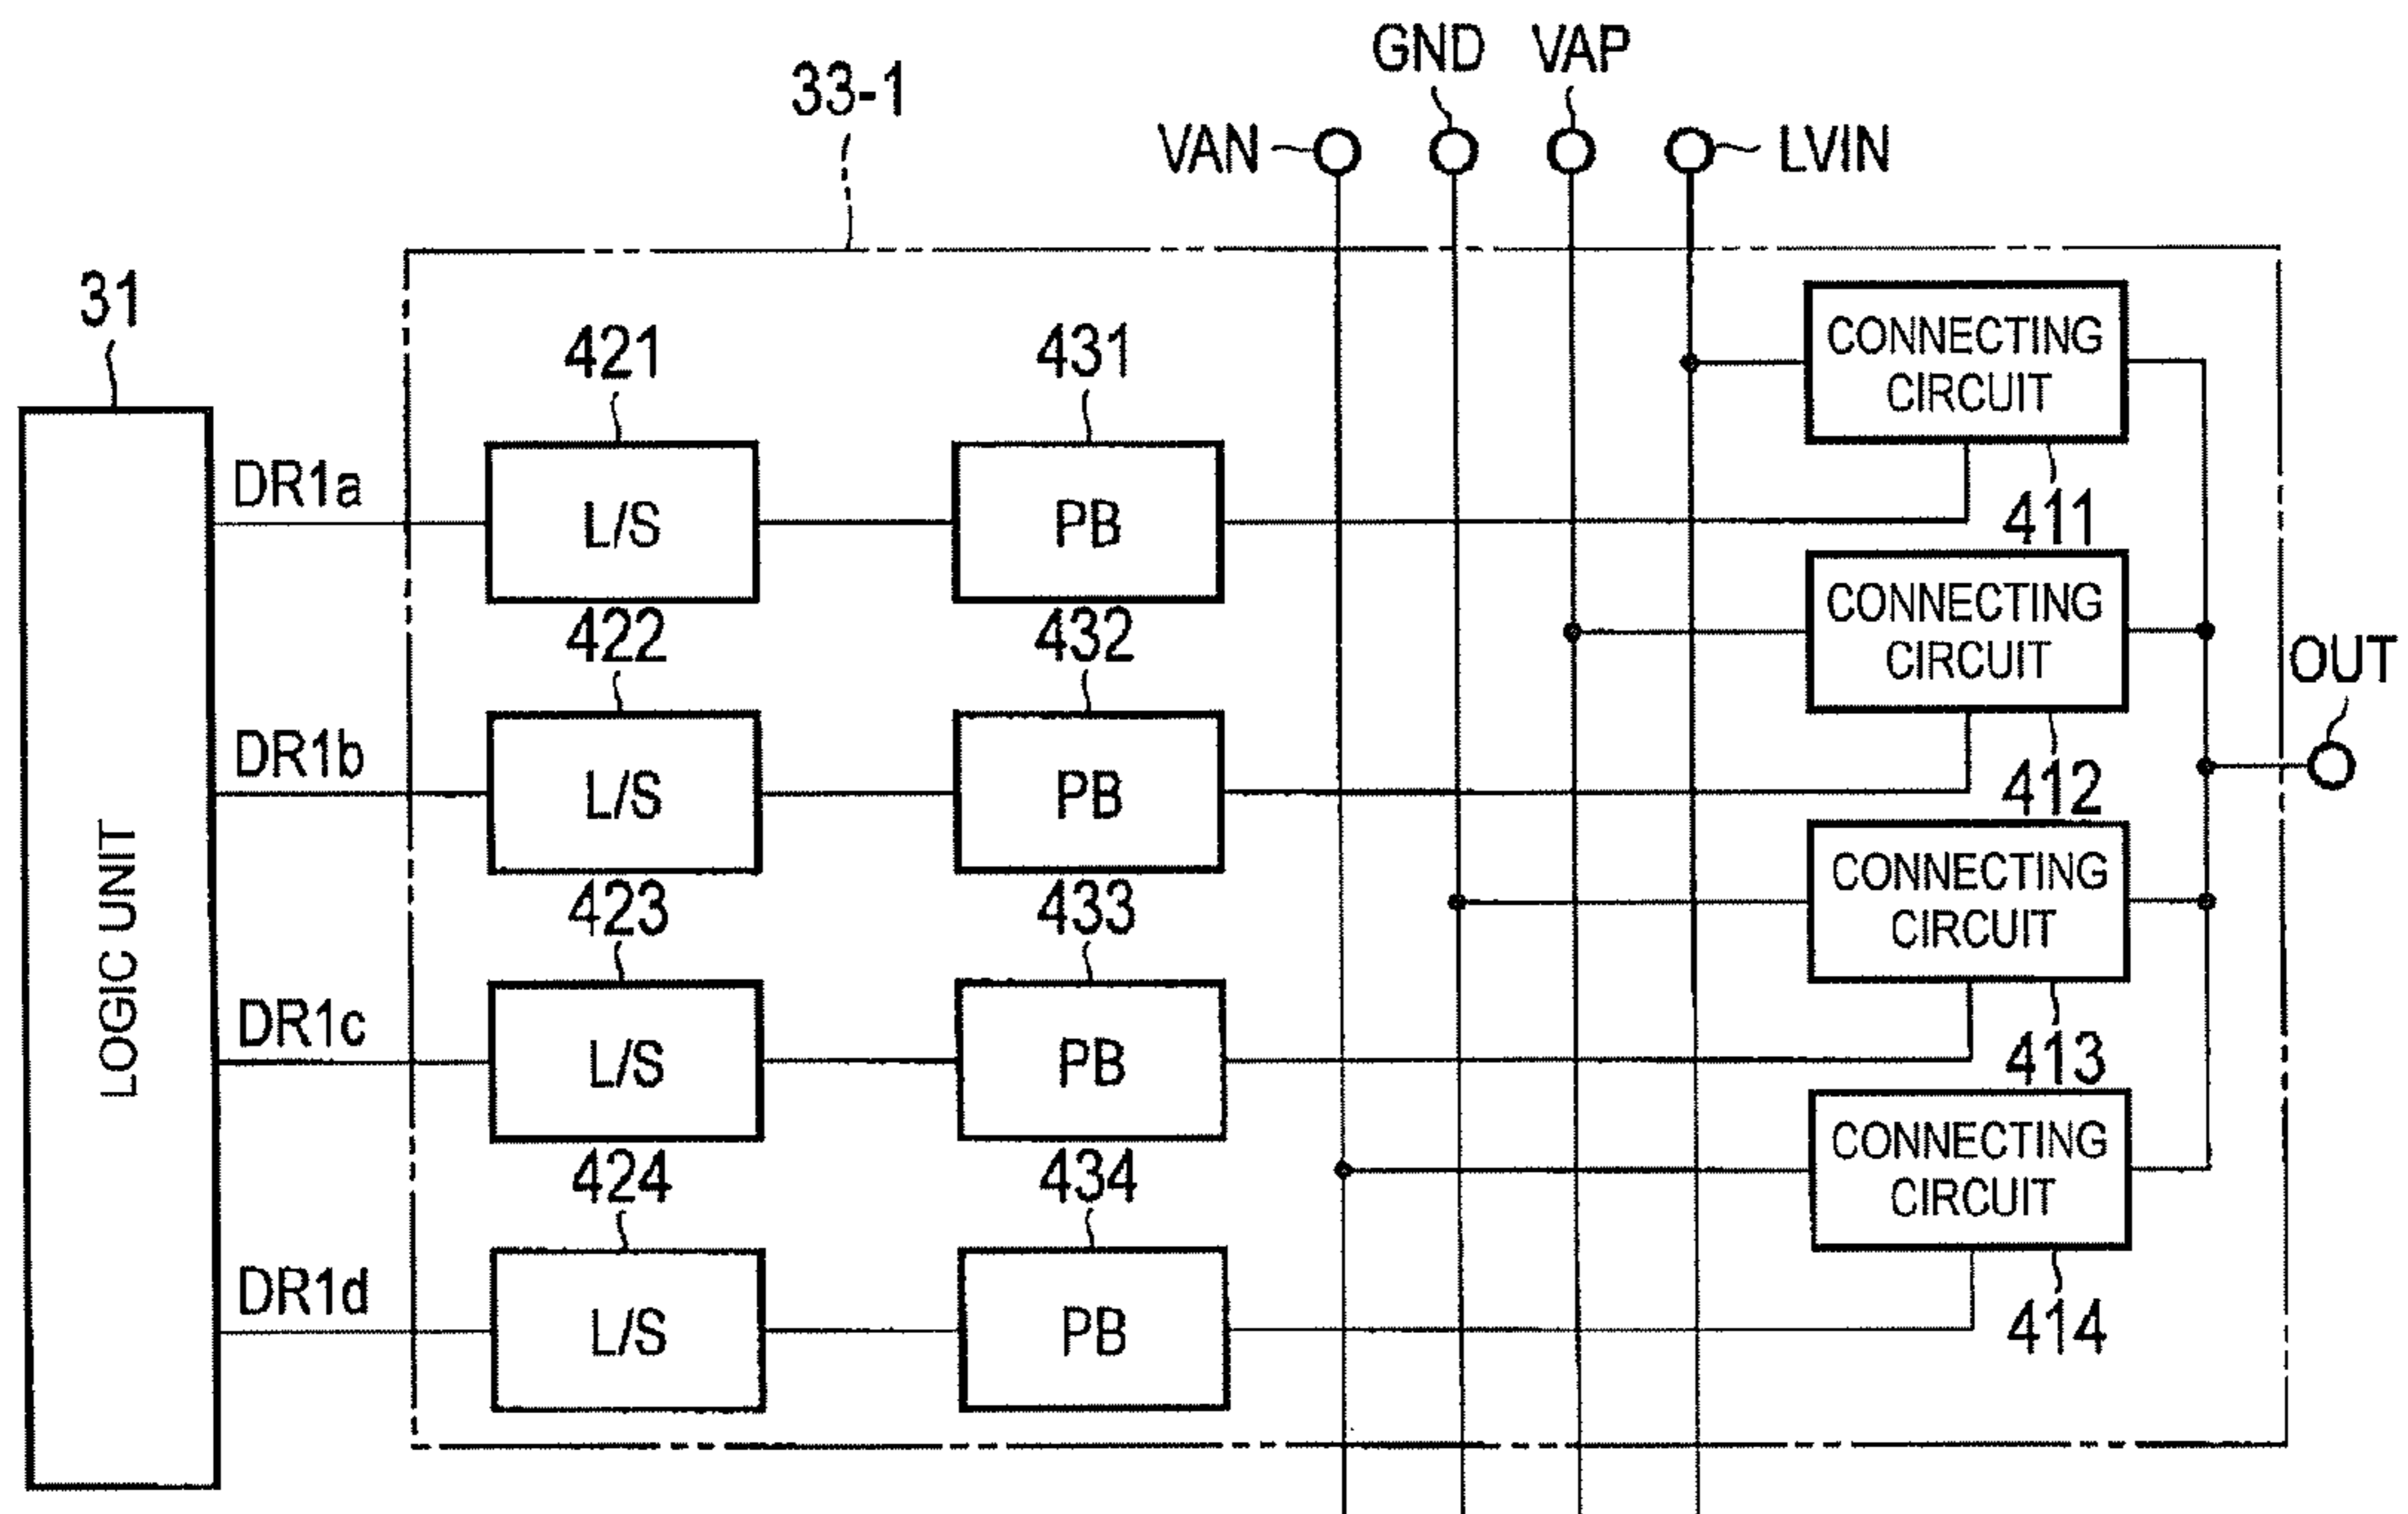 GND VAP
33-1
VAN LVIN
31
421 431
CONNECTING
CIRCUIT
DR1a L/S PB 411
422 432
CONNECTING
CIRCUIT
OUT
DR1b L/S PB 412
423 433
CONNECTING
CIRCUIT
LOGIC UNIT
DR1c L/S PB 413
424 434
CONNECTING
CIRCUIT
DR1d L/S PB 414